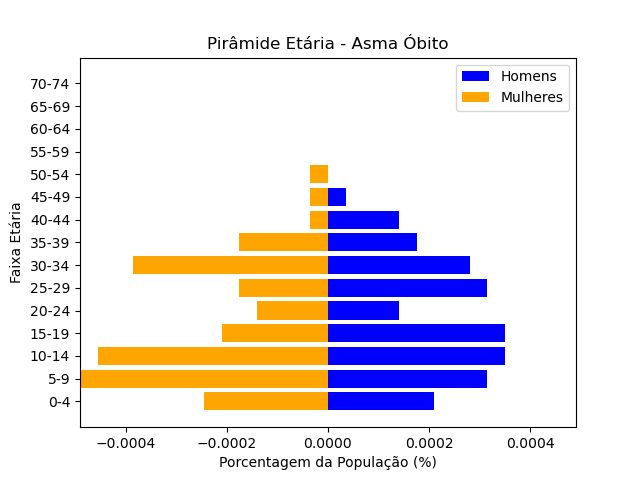 Pirâmide Etária - Asma Óbito
Homens
Mulheres
Faixa Etária
70-74
65-69
60-64
55-59
50-54
45-49
40-44
35-39
30-34
25-29
20-24
15-19
10-14
5-9
0-4
−0.0004 −0.0002 0.0000 0.0002 0.0004
Porcentagem da População (%)